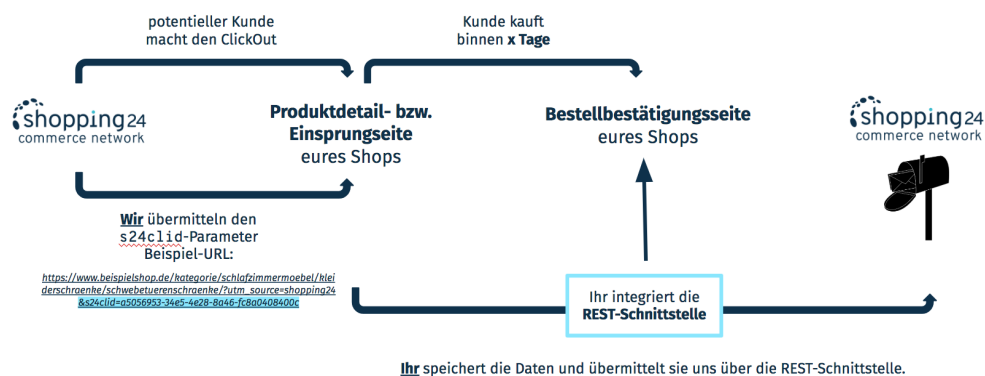 potentieller Kunde
macht den ClickOut
Kunde kauft
binnen x Tage
shopping24
commerce network
Produktdetail- bzw.
Einsprungseite
eures Shops
Bestellbestätigungsseite
eures Shops
shopping24
commerce network
Wir übermitteln den
s24clid-Parameter
Beispiel-URL:
https://www.beispielshop.de/kategorie/schlafzimmermoebel/klei
derschraenke/schwebetuerenschraenke/?utm_source=shopping24
&s24clid=a5056953-34e5-4e28-8a46-fc8a0408400c
Ihr integriert die
REST-Schnittstelle
Ihr speichert die Daten und übermittelt sie uns über die REST-Schnittstelle.